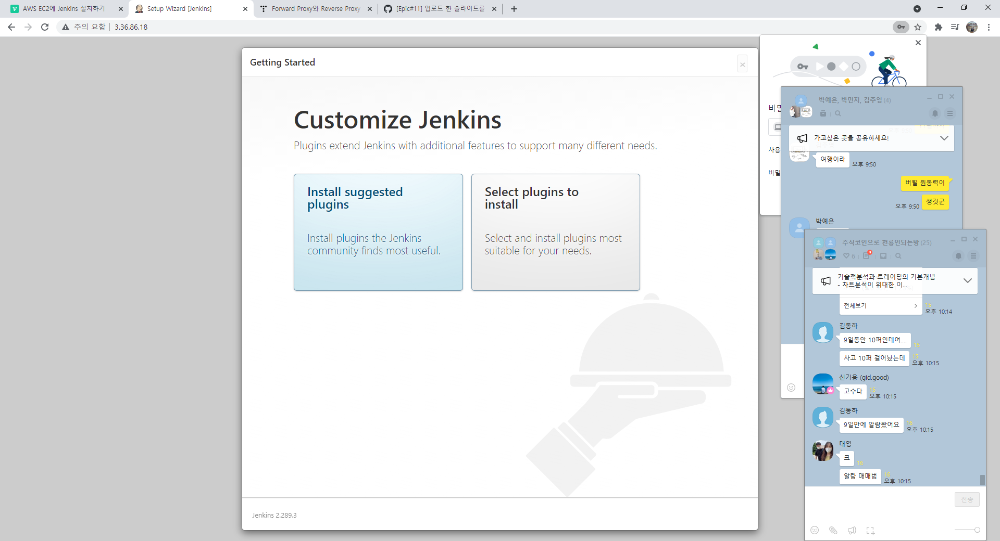 AWS EC2에 Jenkins 설치하기
Setup Wizard [Jenkins]
Forward Proxy와 Reverse Proxy
[Epic#11] 업로드 한 슬라이드를
주의 요함
3.36.86.18
Getting Started
Customize Jenkins
Plugins extend Jenkins with additional features to support many different needs.
Install suggested
plugins
Install plugins the Jenkins
community finds most useful.
Select plugins to
install
Select and install plugins most
suitable for your needs.
Jenkins 2.289.3
비밀
사용
비밀
박예은, 박민지, 김주영 (4)
가고싶은 곳을 공유하세요!
여행이라
오후 9:50
버틸 원동력이
생겻군
오후 9:50
박예은
주식코인으로 천룡인되는방 (25)
6
N
기술적분석과 트레이딩의 기본개념
- 차트분석이 위대한 이...
전체보기
15
오후 10:14
김동하
9일동안 10퍼인데여....
15
사고 10퍼 걸어놨는데
15
오후 10:15
신기용 (gid.good)
고수다
15
오후 10:15
김동하
9일만에 알람왔어요
16
오후 10:15
대영
크
16
알람 매매법
16
오후 10:15
전송